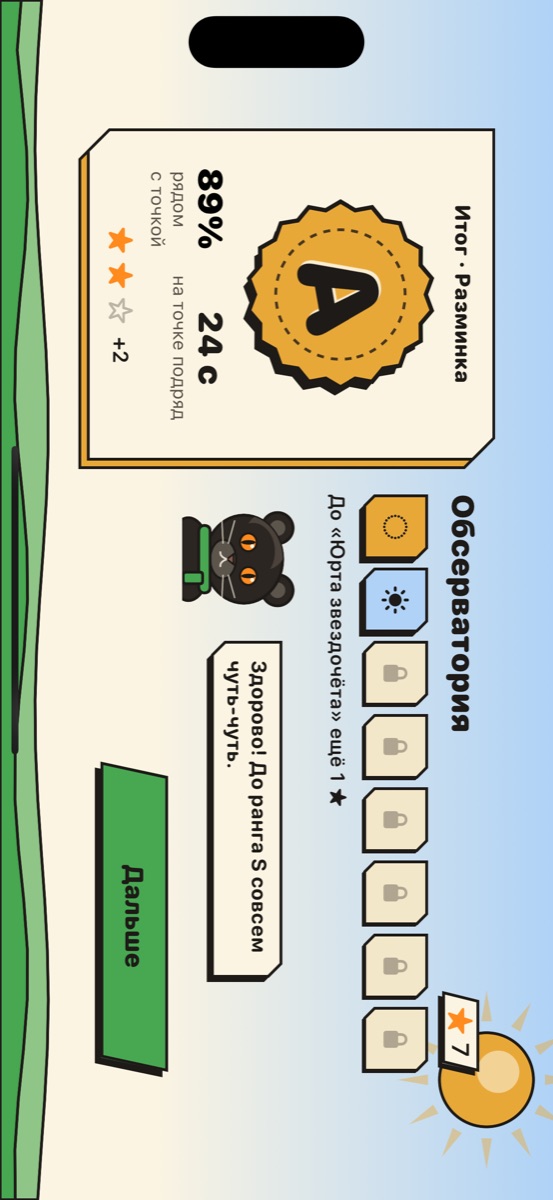 Итог · Разминка
A
89%
рядом
с точкой
24 с
на точке подряд
+2
Обсерватория
7
До «Юрта звездочёта» ещё 1 ★
Здорово! До ранга S совсем
чуть-чуть.
Дальше